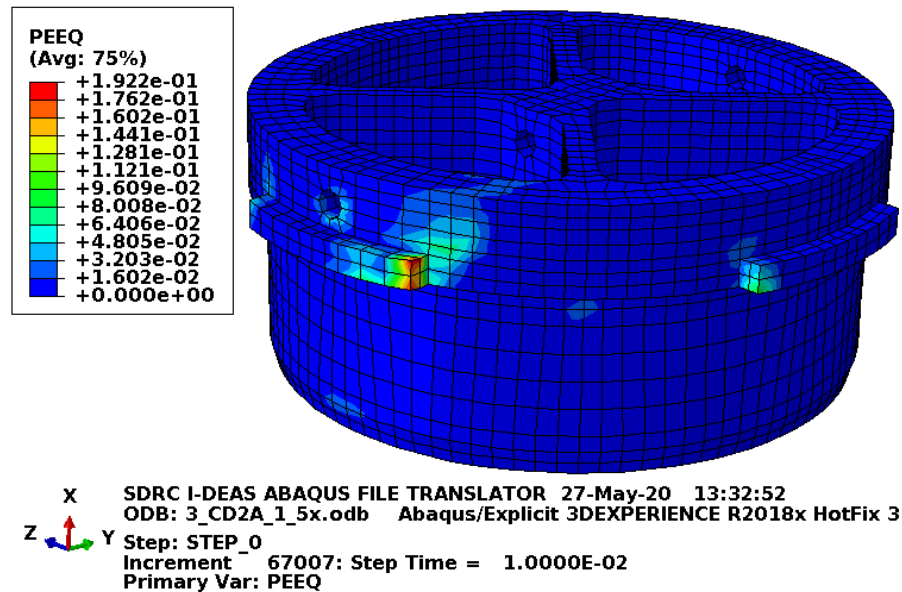 PEEQ
(Avg: 75%)
+1.922e-01
+1.762e-01
+1.602e-01
+1.441e-01
+1.281e-01
+1.121e-01
+9.609e-02
+8.008e-02
+6.406e-02
+4.805e-02
+3.203e-02
+1.602e-02
+0.000e+00
X
Z
Y
SDRC I-DEAS ABAQUS FILE TRANSLATOR 27-May-20 13:32:52
ODB: 3_CD2A_1_5x.odb Abaqus/Explicit 3DEXPERIENCE R2018x HotFix 3
Step: STEP_0
Increment 67007: Step Time = 1.0000E-02
Primary Var: PEEQ